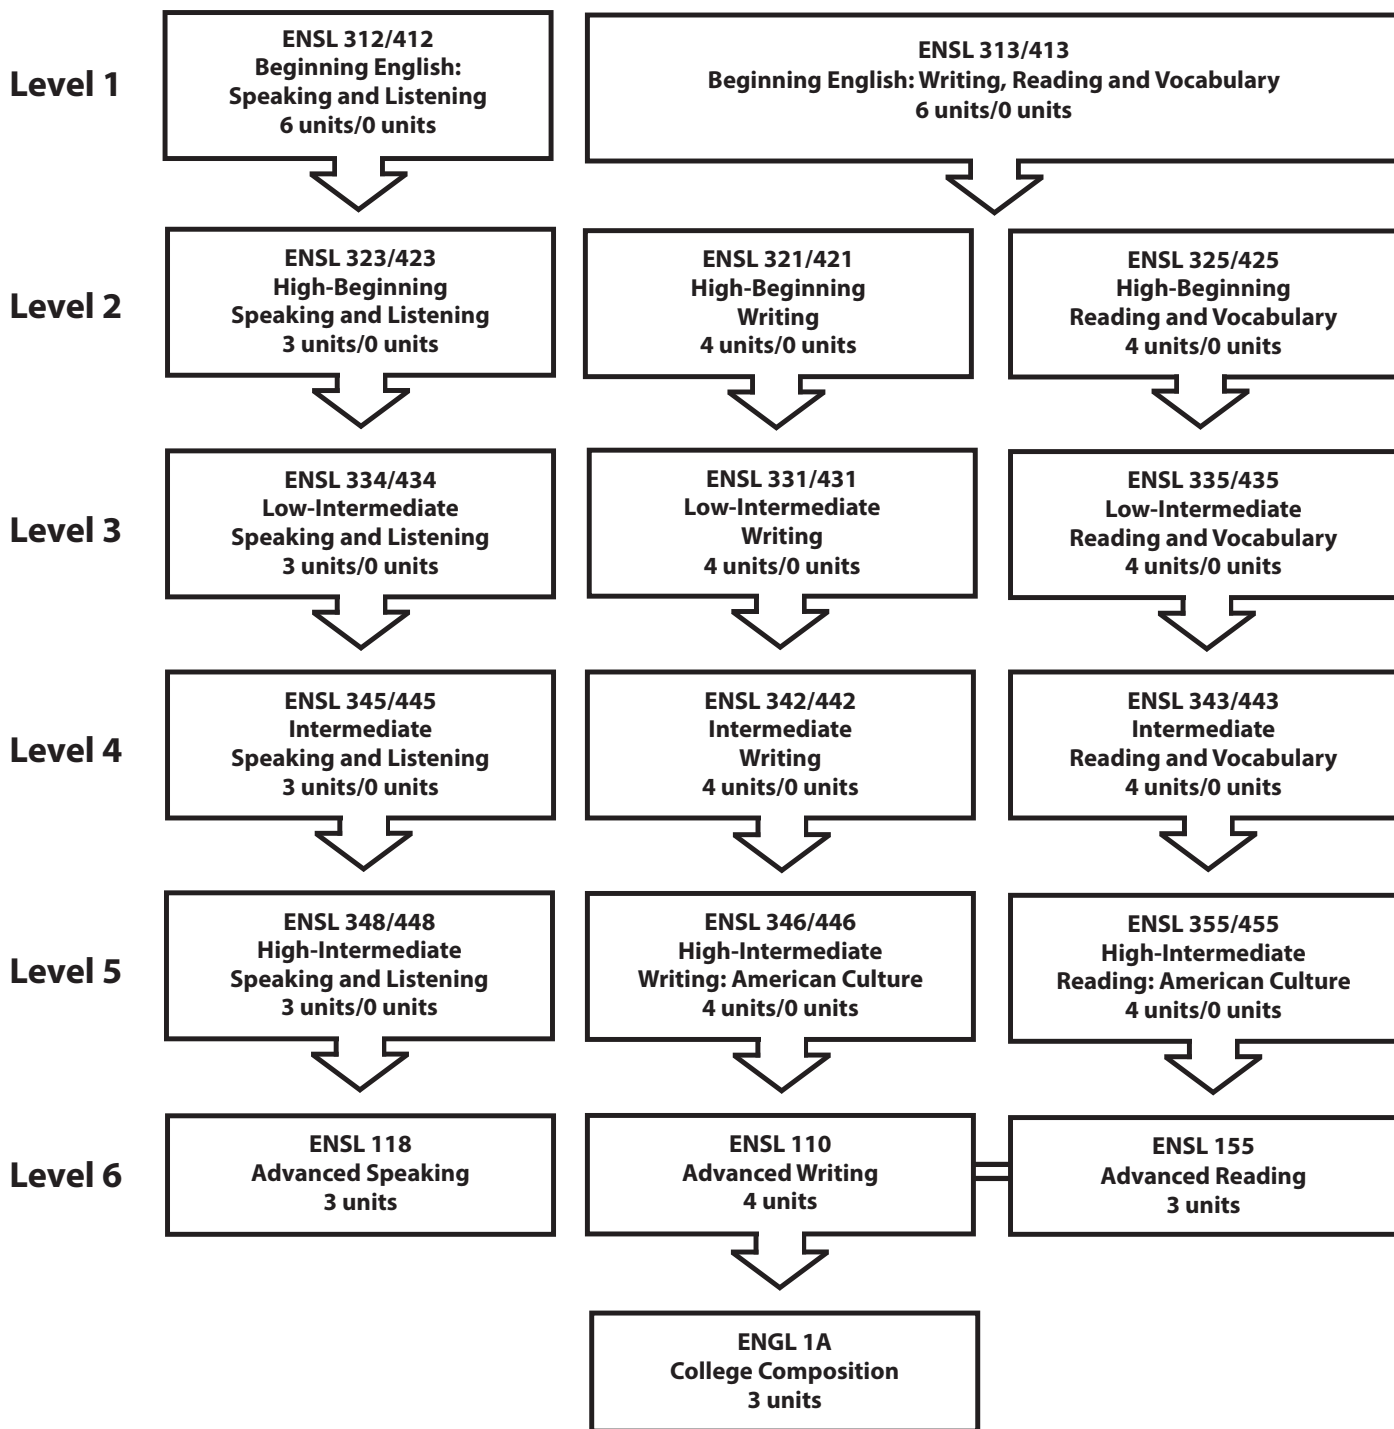 Level 1
ENSL 312/412
Beginning English:
Speaking and Listening
6 units/0 units
ENSL 313/413
Beginning English: Writing, Reading and Vocabulary
6 units/0 units
Level 2
ENSL 323/423
High-Beginning
Speaking and Listening
3 units/0 units
ENSL 321/421
High-Beginning
Writing
4 units/0 units
ENSL 325/425
High-Beginning
Reading and Vocabulary
4 units/0 units
Level 3
ENSL 334/434
Low-Intermediate
Speaking and Listening
3 units/0 units
ENSL 331/431
Low-Intermediate
Writing
4 units/0 units
ENSL 335/435
Low-Intermediate
Reading and Vocabulary
4 units/0 units
Level 4
ENSL 345/445
Intermediate
Speaking and Listening
3 units/0 units
ENSL 342/442
Intermediate
Writing
4 units/0 units
ENSL 343/443
Intermediate
Reading and Vocabulary
4 units/0 units
Level 5
ENSL 348/448
High-Intermediate
Speaking and Listening
3 units/0 units
ENSL 346/446
High-Intermediate
Writing: American Culture
4 units/0 units
ENSL 355/455
High-Intermediate
Reading: American Culture
4 units/0 units
Level 6
ENSL 118
Advanced Speaking
3 units
ENSL 110
Advanced Writing
4 units
ENSL 155
Advanced Reading
3 units
ENGL 1A
College Composition
3 units